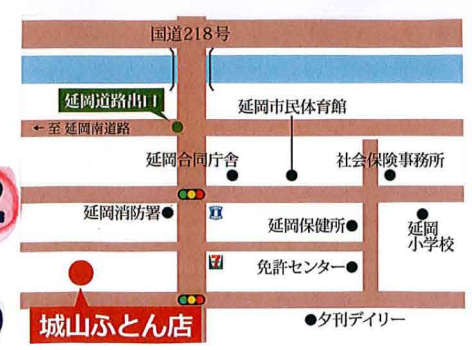 国道218号
延岡道路出口
延岡市民体育館
← 至 延岡南道路
延岡合同庁舎
社会保険事務所
延岡消防署
延岡保健所
延岡
小学校
7
免許センター
城山ふとん店
夕刊デイリー